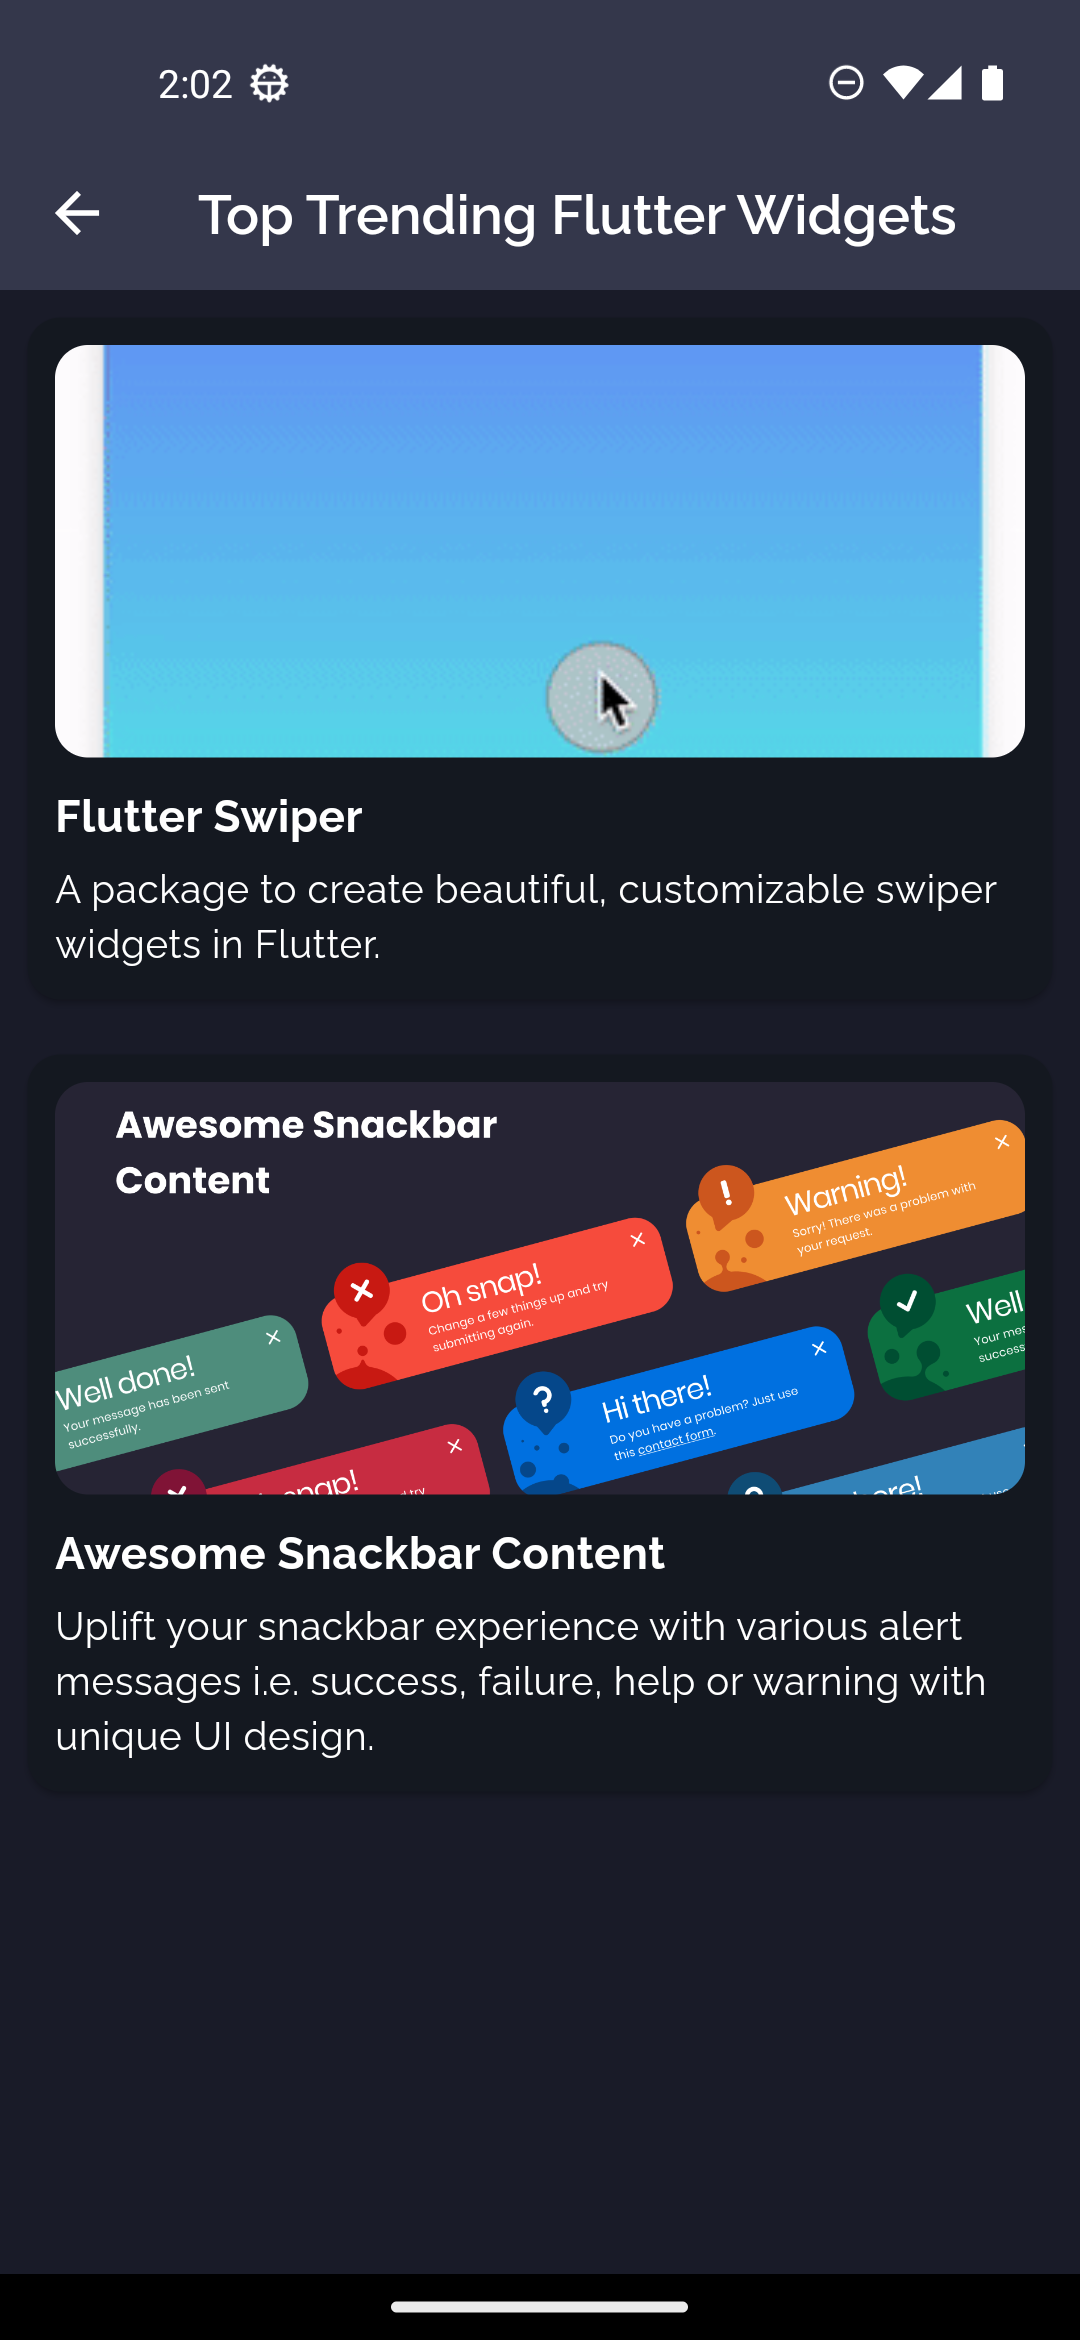 2:02
Top Trending Flutter Widgets
Flutter Swiper
A package to create beautiful, customizable swiper
widgets in Flutter.
Awesome Snackbar
Content
Warning!
Sorry! There was a problem with
your request.
Oh snap!
Change a few things up and try
submitting again.
Well
Your mes
success
Well done!
Your message has been sent
successfully.
Hi there!
Do you have a problem? Just use
this contact form.
snap!
d try
ere!
Awesome Snackbar Content
Uplift your snackbar experience with various alert
messages i.e. success, failure, help or warning with
unique UI design.